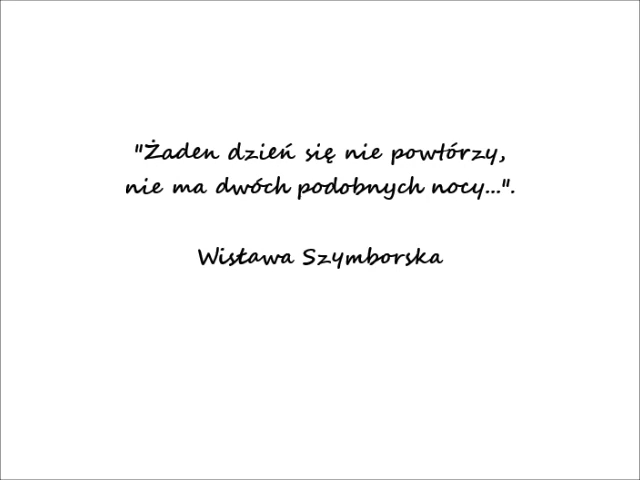 "Żaden dzień się nie powtórzy,
nie ma dwóch podobnych nocy...".
Wisława Szymborska